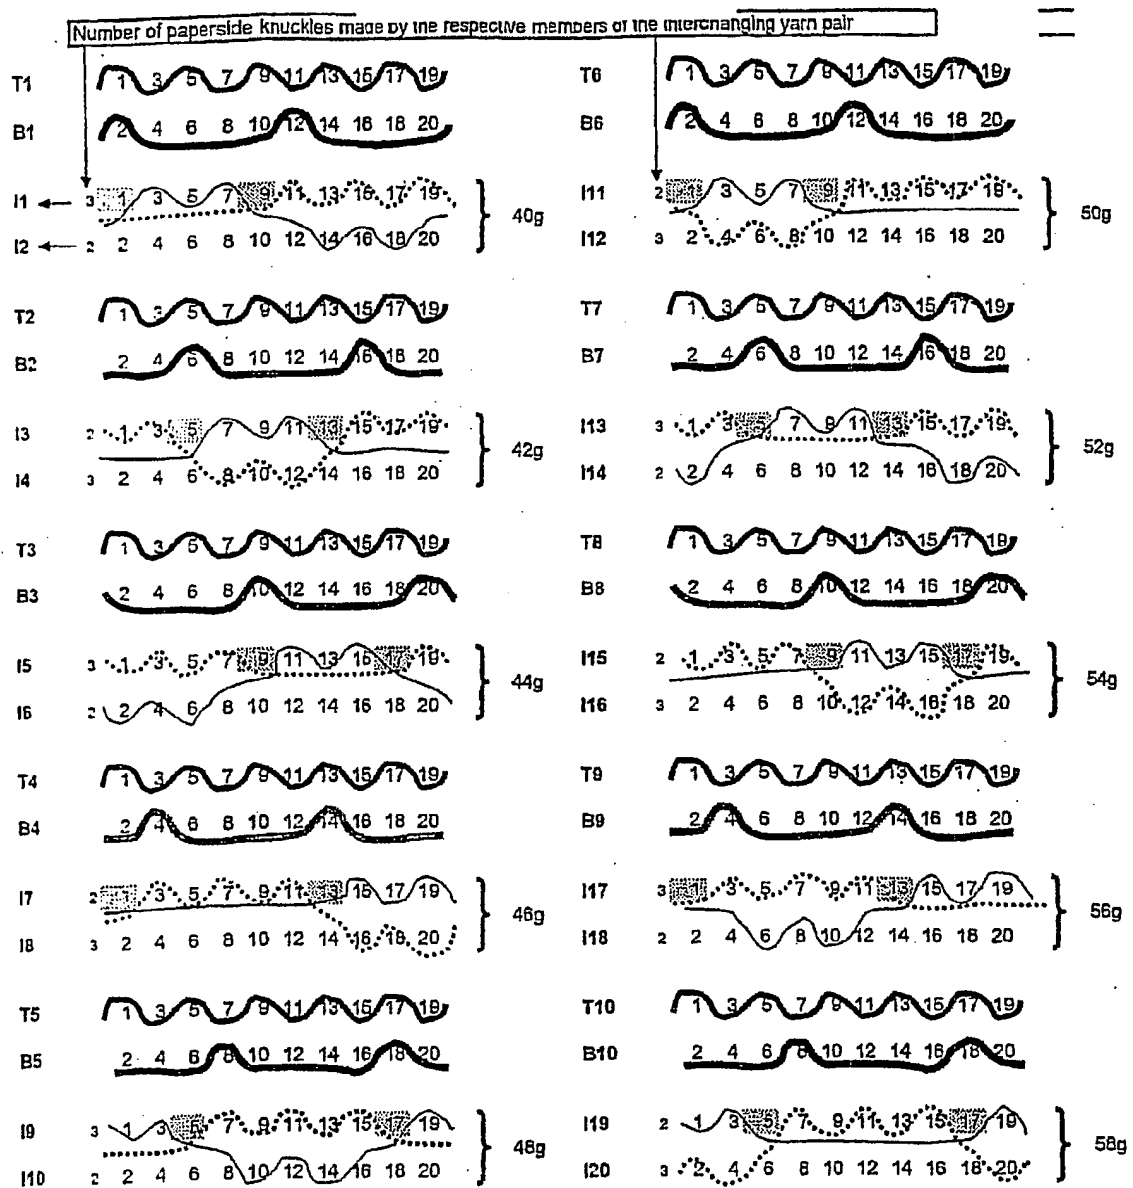 Number of paperside knuckles made by the respective members of the interchanging yarn pair
T1 1 3 5 7 9 11 13 15 17 19
B1 2 4 6 8 10 12 14 16 18 20
I1 3 1 3 5 7 9 11 13 15 17 19
40g
I2 2 2 4 6 8 10 12 14 16 18 20
T2 1 3 5 7 9 11 13 15 17 19
B2 2 4 6 8 10 12 14 16 18 20
I3 2 1 3 5 7 9 11 13 15 17 19
42g
I4 3 2 4 6 8 10 12 14 16 18 20
T3 1 3 5 7 9 11 13 15 17 19
B3 2 4 6 8 10 12 14 16 18 20
I5 3 1 3 5 7 9 11 13 15 17 19
44g
I6 2 2 4 6 8 10 12 14 16 18 20
T4 1 3 5 7 9 11 13 15 17 19
B4 2 4 6 8 10 12 14 16 18 20
I7 2 1 3 5 7 9 11 13 15 17 19
46g
I8 3 2 4 6 8 10 12 14 16 18 20
T5 1 3 5 7 9 11 13 15 17 19
B5 2 4 6 8 10 12 14 16 18 20
I9 3 1 3 5 7 9 11 13 15 17 19
48g
I10 2 2 4 6 8 10 12 14 16 18 20
T6 1 3 5 7 9 11 13 15 17 19
B6 2 4 6 8 10 12 14 16 18 20
I11 2 1 3 5 7 9 11 13 15 17 19
50g
I12 3 2 4 6 8 10 12 14 16 18 20
T7 1 3 5 7 9 11 13 15 17 19
B7 2 4 6 8 10 12 14 16 18 20
I13 3 1 3 5 7 9 11 13 15 17 19
52g
I14 2 2 4 6 8 10 12 14 16 18 20
T8 1 3 5 7 9 11 13 15 17 19
B8 2 4 6 8 10 12 14 16 18 20
I15 2 1 3 5 7 9 11 13 15 17 19
54g
I16 3 2 4 6 8 10 12 14 16 18 20
T9 1 3 5 7 9 11 13 15 17 19
B9 2 4 6 8 10 12 14 16 18 20
I17 3 1 3 5 7 9 11 13 15 17 19
56g
I18 2 2 4 6 8 10 12 14 16 18 20
T10 1 3 5 7 9 11 13 15 17 19
B10 2 4 6 8 10 12 14 16 18 20
I19 2 1 3 5 7 9 11 13 15 17 19
58g
I20 3 2 4 6 8 10 12 14 16 18 20